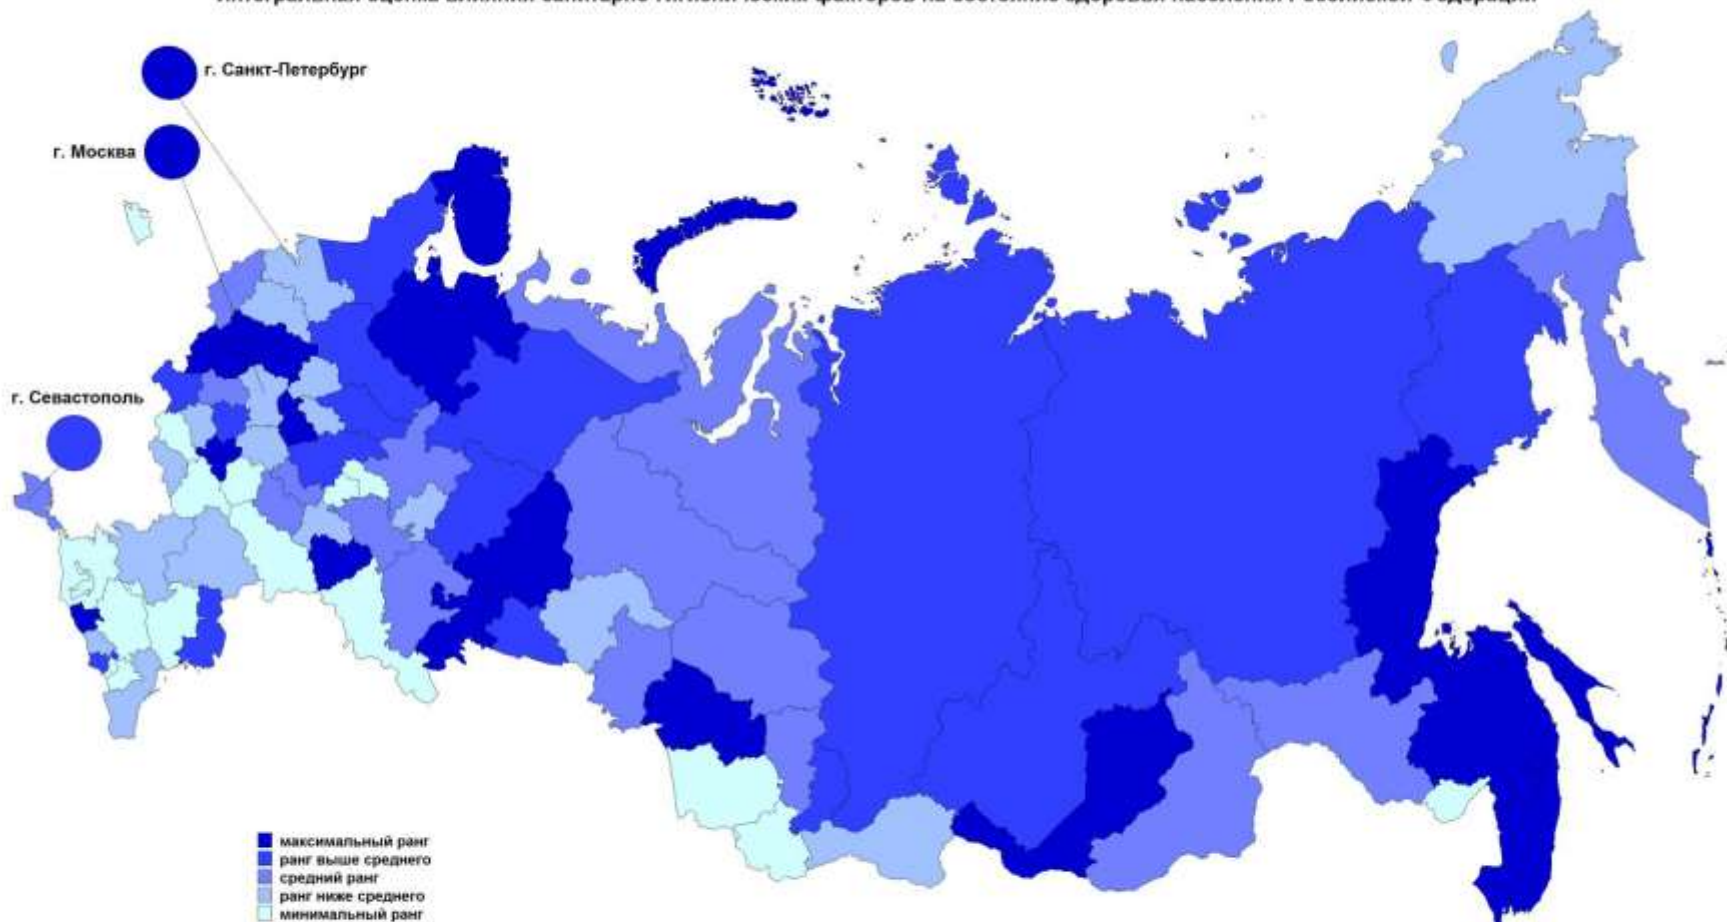 г. Санкт-Петербург
г. Москва
г. Севастополь
максимальный ранг
ранг выше среднего
средний ранг
ранг ниже среднего
минимальный ранг